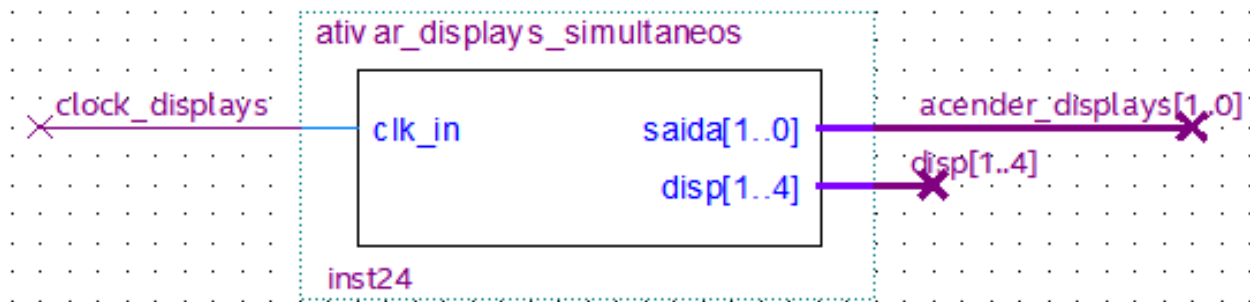 ativar_displays_simultaneos
clock_displays
clk_in
saida[1..0]
acender_displays[1..0]
disp[1..4]
disp[1..4]
inst24